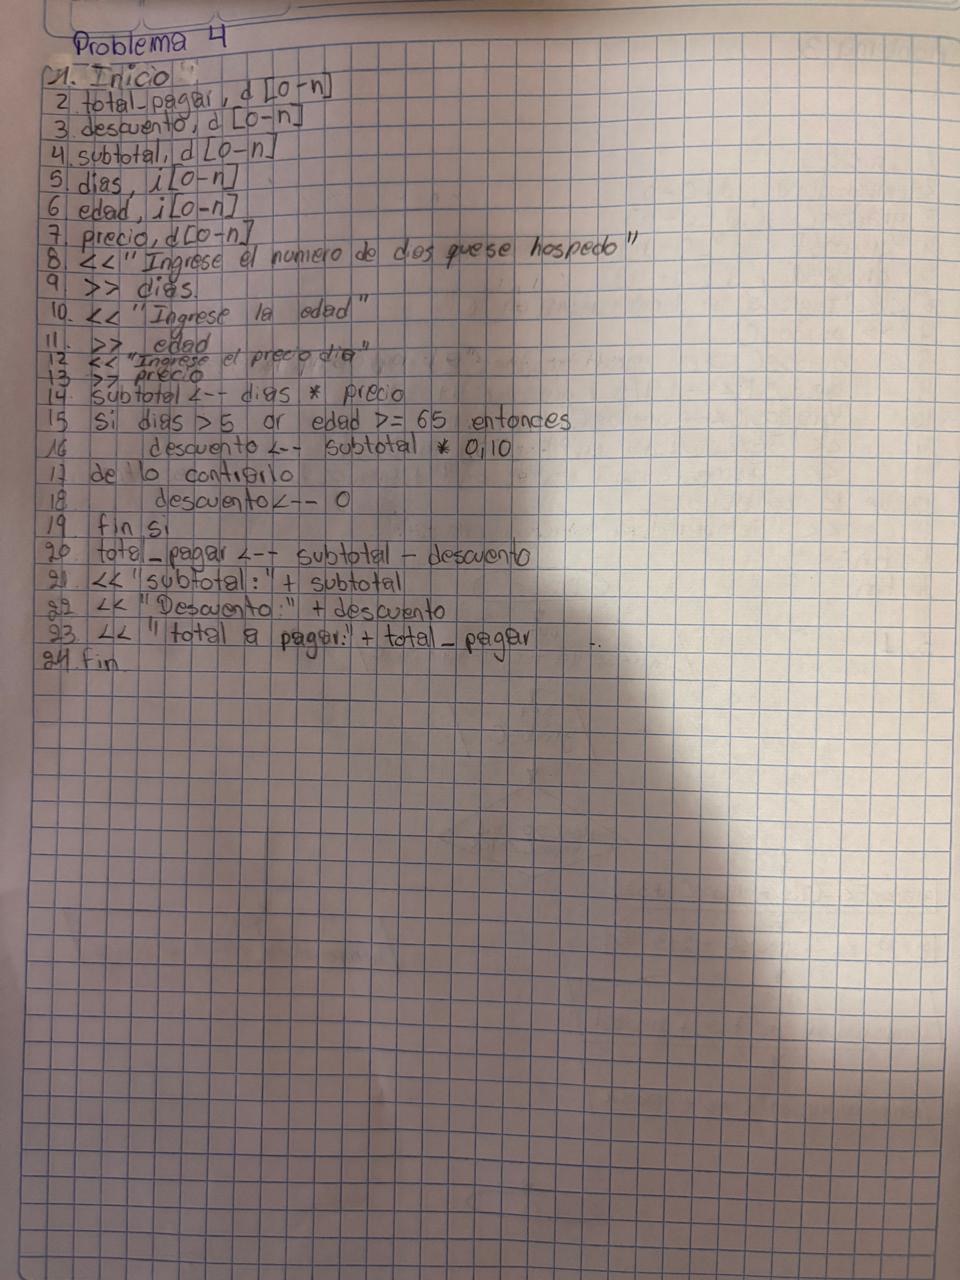 Problema 4
1. Inicio
2 total_pagar, d [0-n]
3. descuento, d [0-n]
4. subtotal, d [0-n]
5 dias, i [0-n]
6 edad, i [0-n]
7 precio, d [0-n]
8 << "Ingrese el numero de dias que se hospedo"
9 >> dias.
10. << "Ingrese la edad"
11. >> edad
12 << "Ingrese el precio dia"
13 >> precio
14. subtotal <-- dias * precio
15 si dias > 5 or edad >= 65 entonces
16 descuento <-- subtotal * 0,10
17 de lo contrario
18 descuento <-- 0
19 fin si
20 total_pagar <-- subtotal - descuento
21 << "subtotal:" + subtotal
22 << "Descuento:" + descuento
23 << "total a pagar:" + total_pagar
24 fin